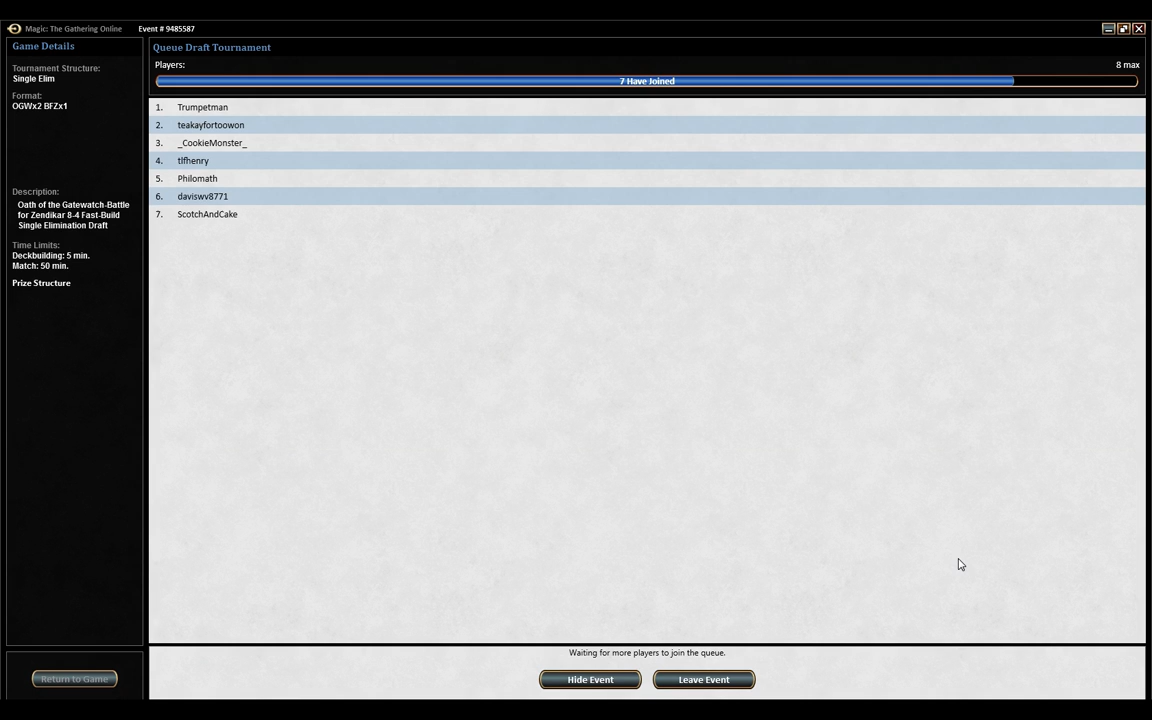 Magic: The Gathering Online Event # 9485587
Game Details
Tournament Structure:
Single Elim
Format:
OGWx2 BFZx1
Description:
Oath of the Gatewatch-Battle
for Zendikar 8-4 Fast-Build
Single Elimination Draft
Time Limits:
Deckbuilding: 5 min.
Match: 50 min.
Prize Structure
Return to Game
Queue Draft Tournament
Players: 8 max
7 Have Joined
1. Trumpetman
2. teakayfortoowon
3. _CookieMonster_
4. tlfhenry
5. Philomath
6. daviswv8771
7. ScotchAndCake
Waiting for more players to join the queue.
Hide Event Leave Event